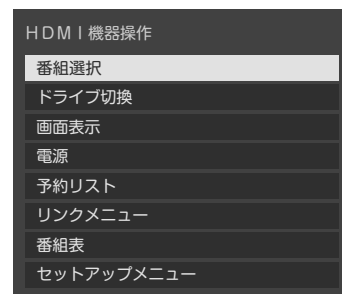 ＨＤＭＩ機器操作
番組選択
ドライブ切換
画面表示
電源
予約リスト
リンクメニュー
番組表
セットアップメニュー